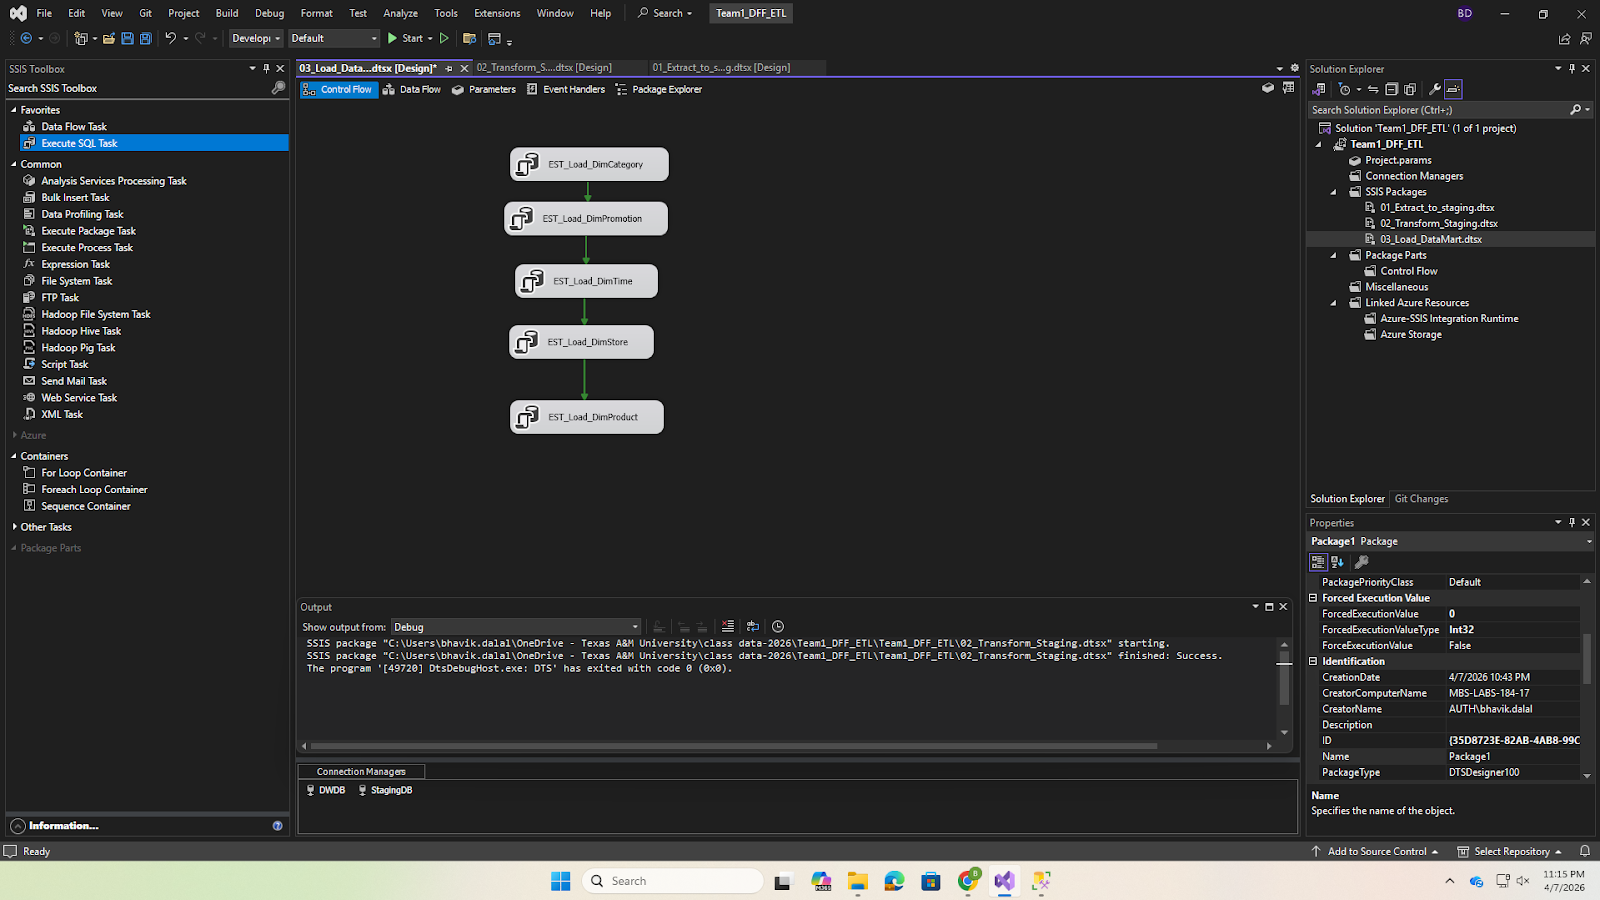 File Edit View Git Project Build Debug Format Test Analyze Tools Extensions Window Help Search Team1_DFF_ETL BD
Develop Default Start
SSIS Toolbox
Search SSIS Toolbox
Favorites
Data Flow Task
Execute SQL Task
Common
Analysis Services Processing Task
Bulk Insert Task
Data Profiling Task
Execute Package Task
Execute Process Task
Expression Task
File System Task
FTP Task
Hadoop File System Task
Hadoop Hive Task
Hadoop Pig Task
Script Task
Send Mail Task
Web Service Task
XML Task
Azure
Containers
For Loop Container
Foreach Loop Container
Sequence Container
Other Tasks
Package Parts
Information...
03_Load_Data...dtsx [Design]* 02_Transform_S....dtsx [Design] 01_Extract_to_s...g.dtsx [Design]
Control Flow Data Flow Parameters Event Handlers Package Explorer
EST_Load_DimCategory
EST_Load_DimPromotion
EST_Load_DimTime
EST_Load_DimStore
EST_Load_DimProduct
Output
Show output from: Debug
SSIS package "C:\Users\bhavik.dalal\OneDrive - Texas A&M University\class data-2026\Team1_DFF_ETL\Team1_DFF_ETL\02_Transform_Staging.dtsx" starting.
SSIS package "C:\Users\bhavik.dalal\OneDrive - Texas A&M University\class data-2026\Team1_DFF_ETL\Team1_DFF_ETL\02_Transform_Staging.dtsx" finished: Success.
The program '[49720] DtsDebugHost.exe: DTS' has exited with code 0 (0x0).
Connection Managers
DWDB StagingDB
Solution Explorer
Search Solution Explorer (Ctrl+;)
Solution 'Team1_DFF_ETL' (1 of 1 project)
Team1_DFF_ETL
Project.params
Connection Managers
SSIS Packages
01_Extract_to_staging.dtsx
02_Transform_Staging.dtsx
03_Load_DataMart.dtsx
Package Parts
Control Flow
Miscellaneous
Linked Azure Resources
Azure-SSIS Integration Runtime
Azure Storage
Solution Explorer Git Changes
Properties
Package1 Package
PackagePriorityClass Default
Forced Execution Value
ForcedExecutionValue 0
ForcedExecutionValueType Int32
ForceExecutionValue False
Identification
CreationDate 4/7/2026 10:43 PM
CreatorComputerName MBS-LABS-184-17
CreatorName AUTH\bhavik.dalal
Description
ID {35D8723E-82AB-4AB8-99C
Name Package1
PackageType DTSDesigner100
Name
Specifies the name of the object.
Ready Add to Source Control Select Repository
Search
11:15 PM
4/7/2026